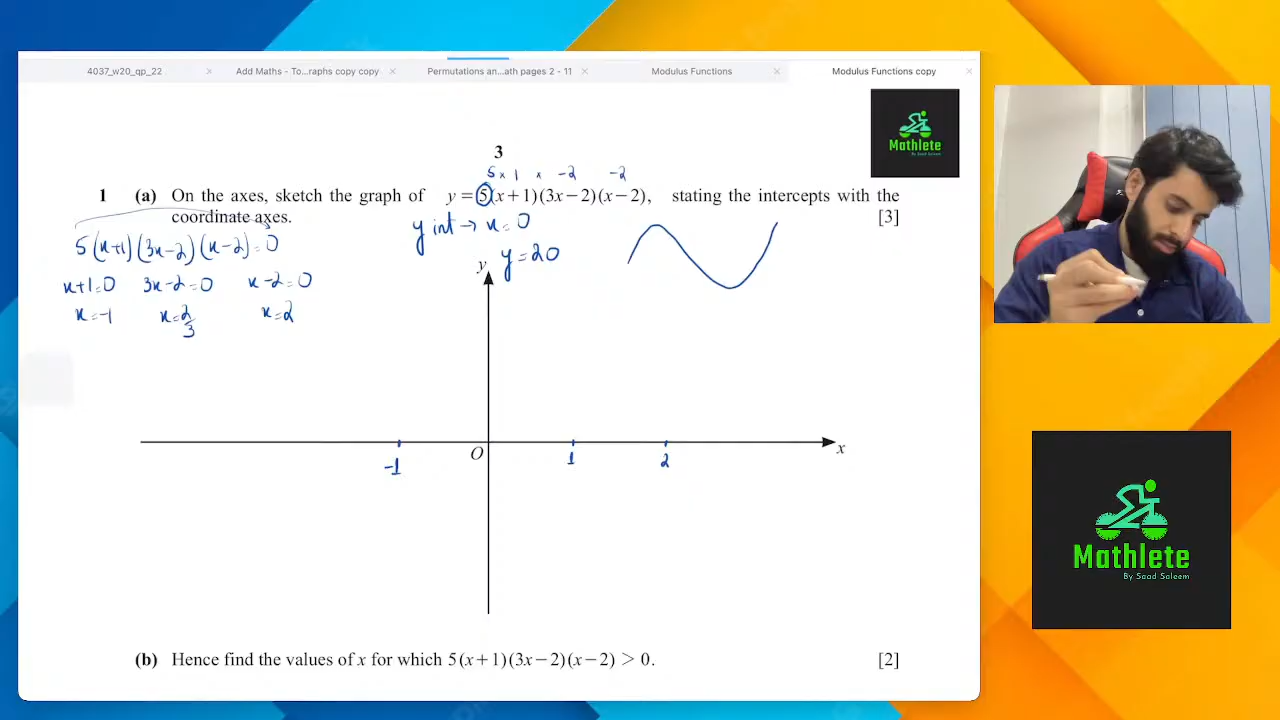 4037_w20_qp_22 × Add Maths - To...raphs copy copy × Permutations an...ath pages 2 - 11 × Modulus Functions × Modulus Functions copy ×
Mathlete
By Saad Saleem
3
5 × 1 × -2 -2
1 (a) On the axes, sketch the graph of y = 5(x+1)(3x−2)(x−2), stating the intercepts with the
coordinate axes. [3]
y int → x = 0
5(x+1)(3x-2)(x-2)=0
y = 20
x+1=0 3x-2=0 x-2=0
x=-1 x=2/3 x=2
y
O
x
-1 1 2
(b) Hence find the values of x for which 5(x+1)(3x−2)(x−2) > 0. [2]
Mathlete
By Saad Saleem